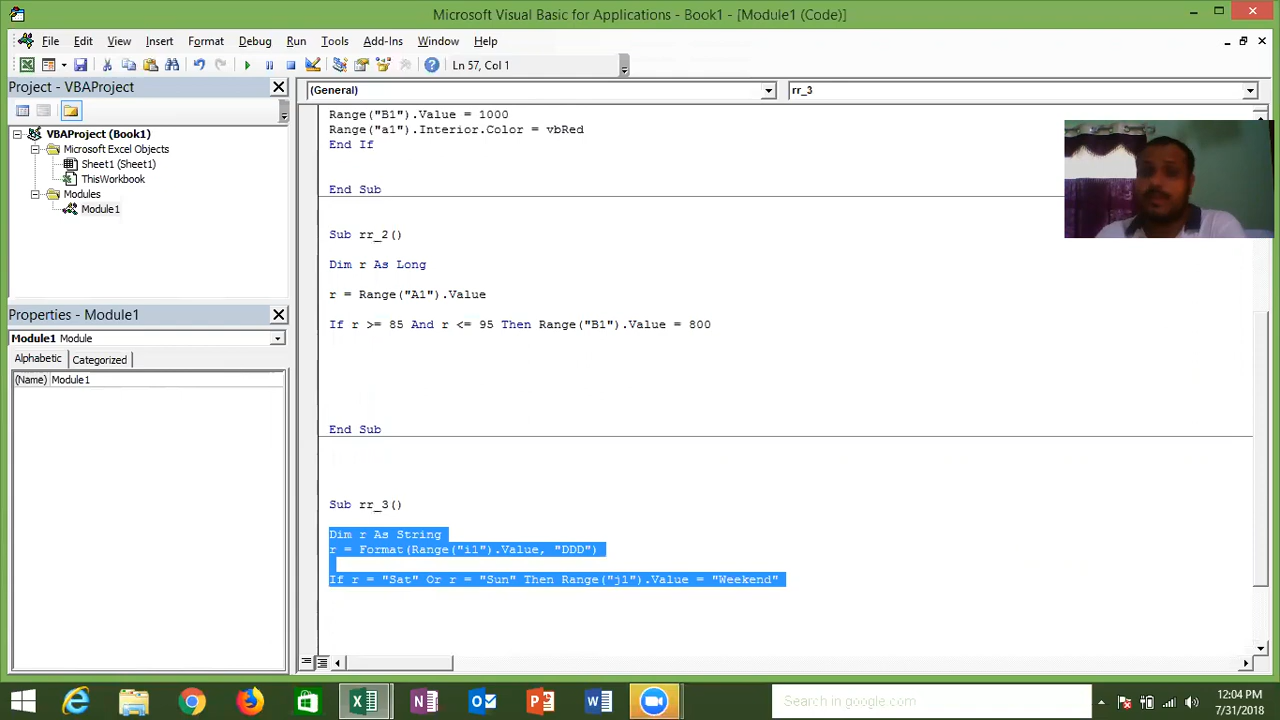 Microsoft Visual Basic for Applications - Book1 - [Module1 (Code)]
File Edit View Insert Format Debug Run Tools Add-Ins Window Help
Ln 57, Col 1
Project - VBAProject
(General)
rr_3
VBAProject (Book1)
Microsoft Excel Objects
Sheet1 (Sheet1)
ThisWorkbook
Modules
Module1
Properties - Module1
Module1 Module
Alphabetic Categorized
(Name) Module1
Range("B1").Value = 1000
Range("a1").Interior.Color = vbRed
End If
End Sub
Sub rr_2()
Dim r As Long
r = Range("A1").Value
If r >= 85 And r <= 95 Then Range("B1").Value = 800
End Sub
Sub rr_3()
Dim r As String
r = Format(Range("i1").Value, "DDD")
If r = "Sat" Or r = "Sun" Then Range("j1").Value = "Weekend"
Search in google.com
12:04 PM
7/31/2018